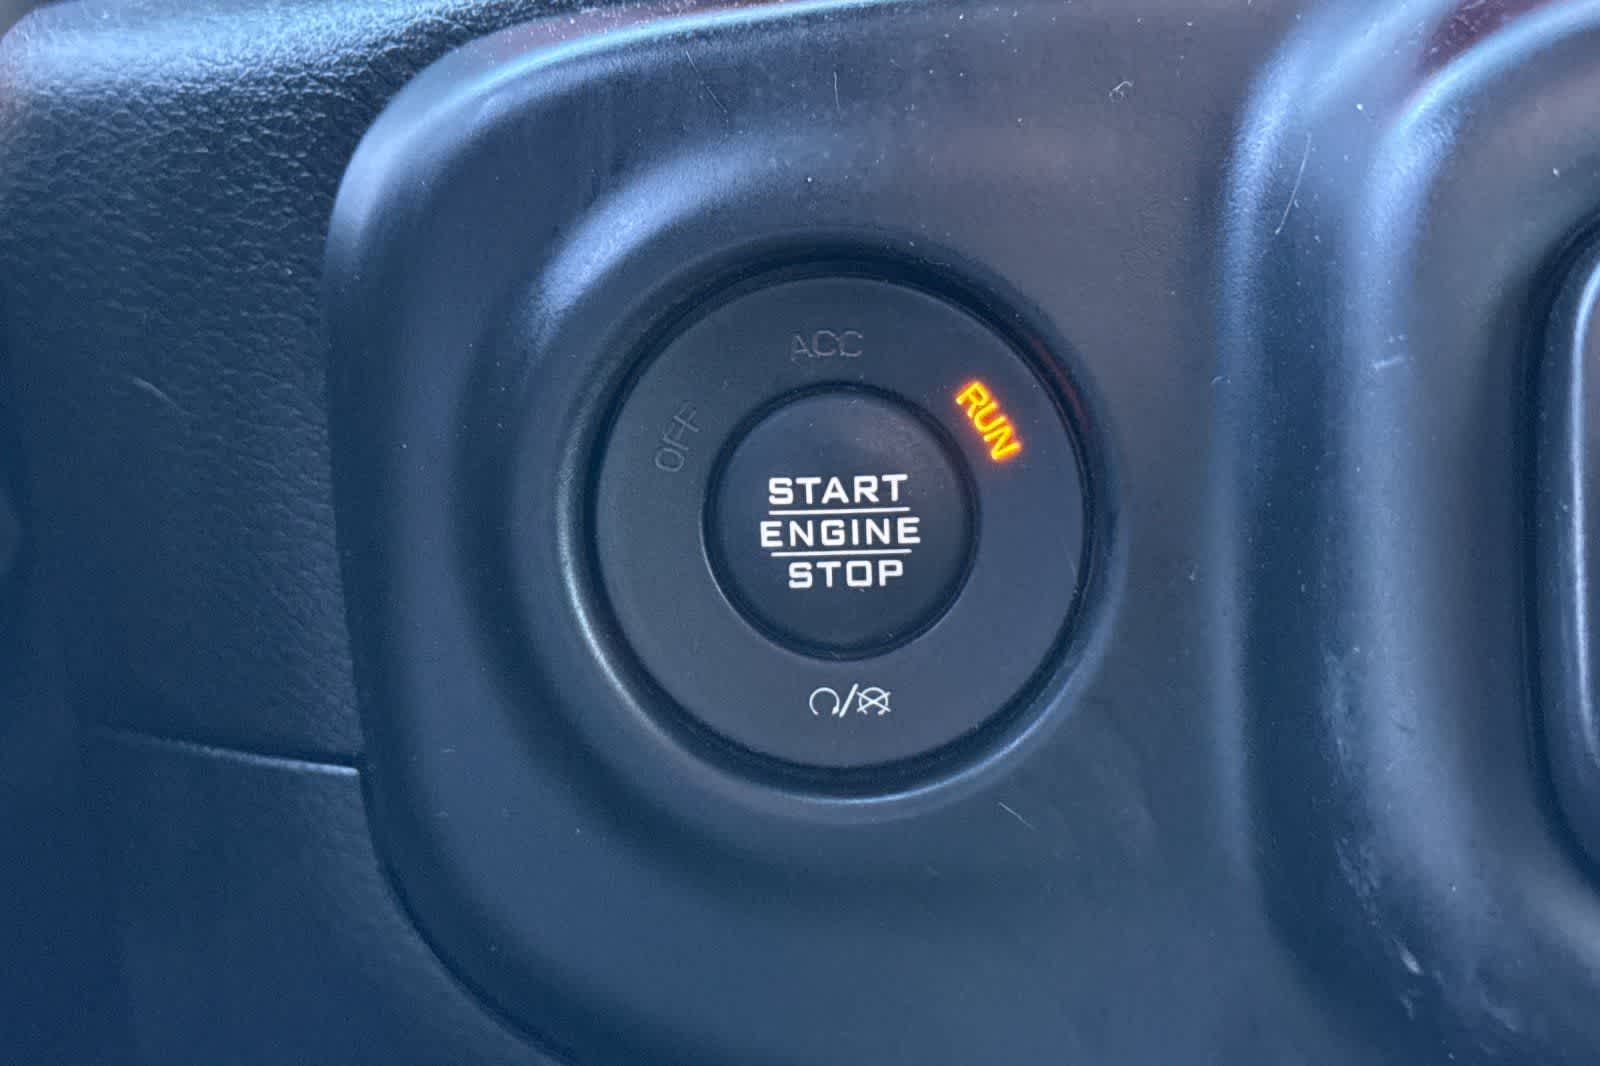 ACC
OFF
RUN
START
ENGINE
STOP